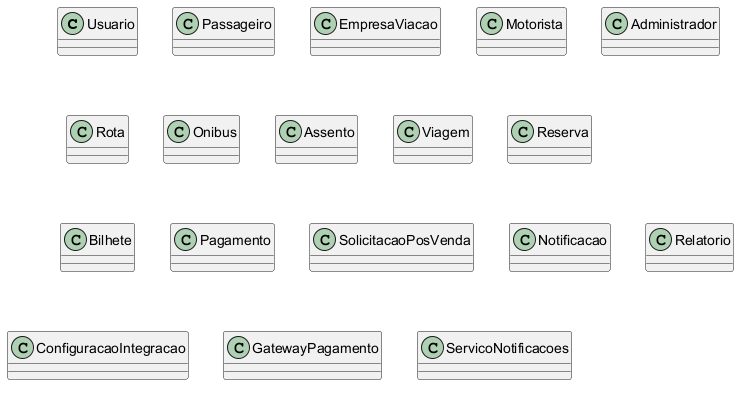 C Usuario
C Passageiro
C EmpresaViacao
C Motorista
C Administrador
C Rota
C Onibus
C Assento
C Viagem
C Reserva
C Bilhete
C Pagamento
C SolicitacaoPosVenda
C Notificacao
C Relatorio
C ConfiguracaoIntegracao
C GatewayPagamento
C ServicoNotificacoes